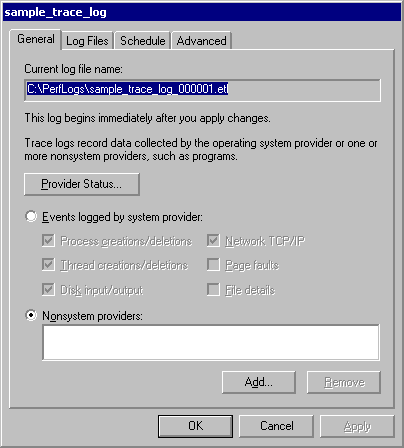 sample_trace_log
General Log Files Schedule Advanced
Current log file name:
C:\PerfLogs\sample_trace_log_000001.etl
This log begins immediately after you apply changes.
Trace logs record data collected by the operating system provider or one or
more nonsystem providers, such as programs.
Provider Status...
Events logged by system provider:
Process creations/deletions Network TCP/IP
Thread creations/deletions Page faults
Disk input/output File details
Nonsystem providers:
Add... Remove
OK Cancel Apply